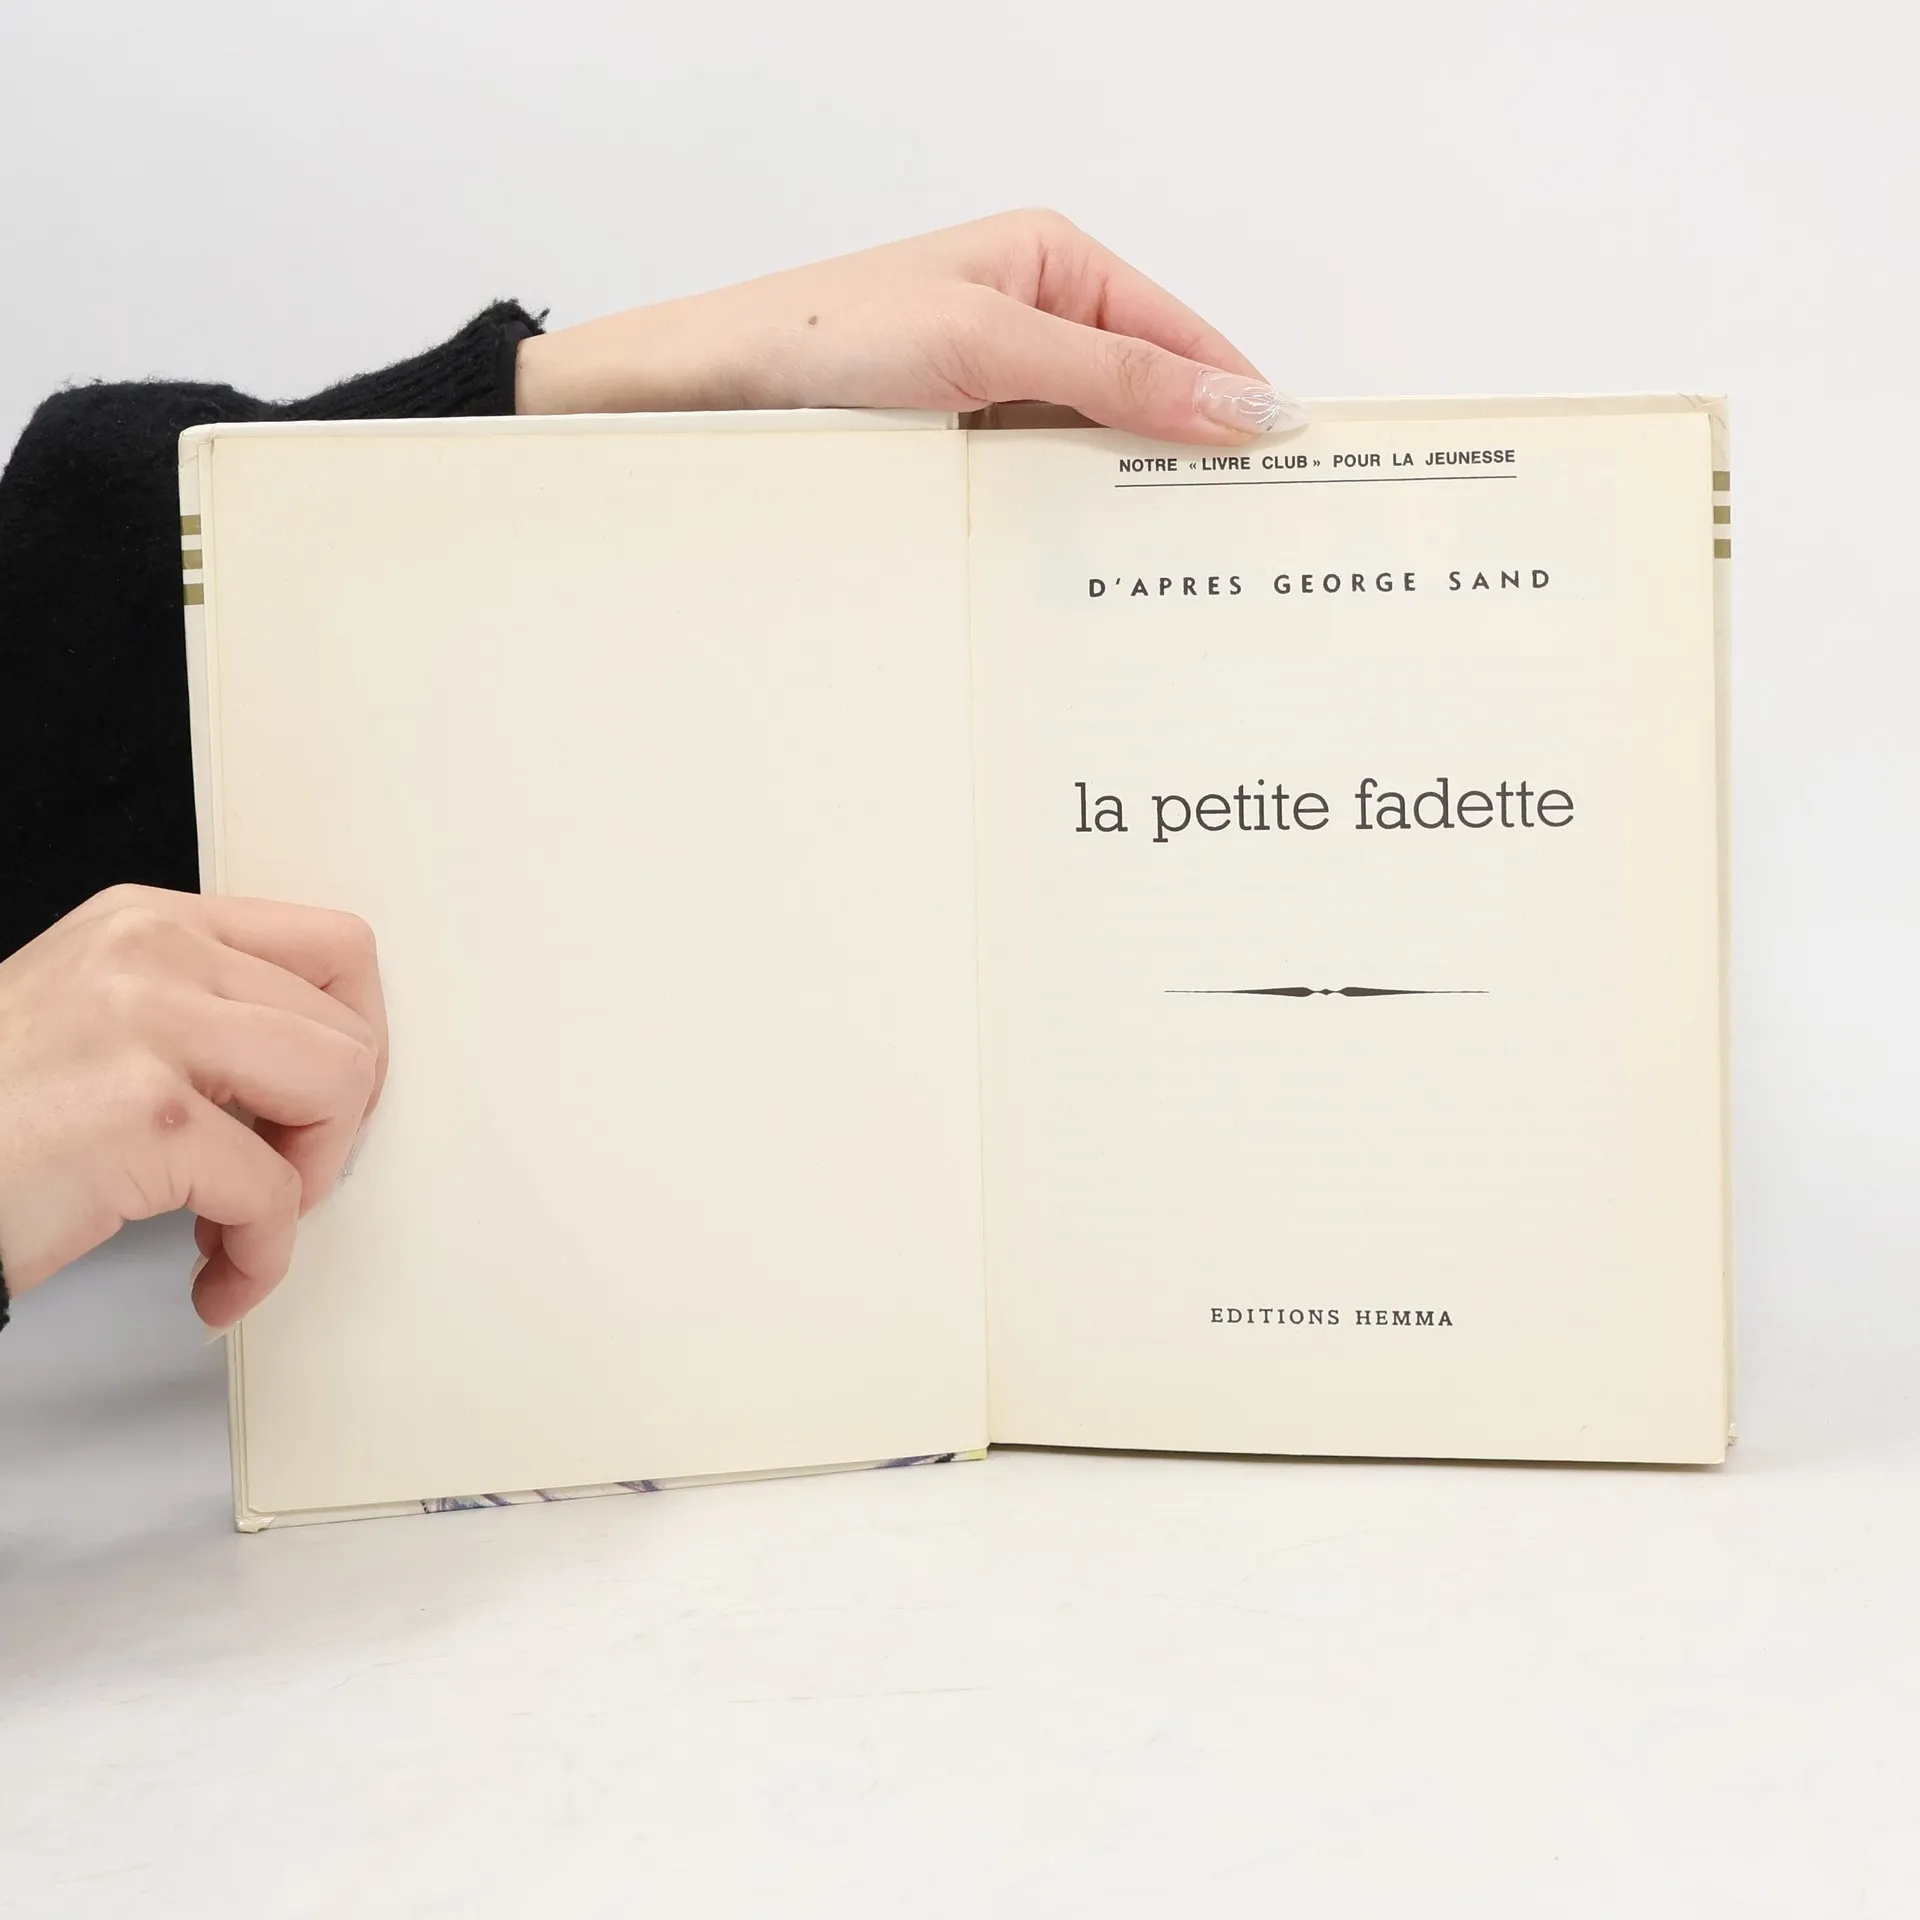 NOTRE « LIVRE CLUB » POUR LA JEUNESSE
D'APRES GEORGE SAND
la petite fadette
EDITIONS HEMMA